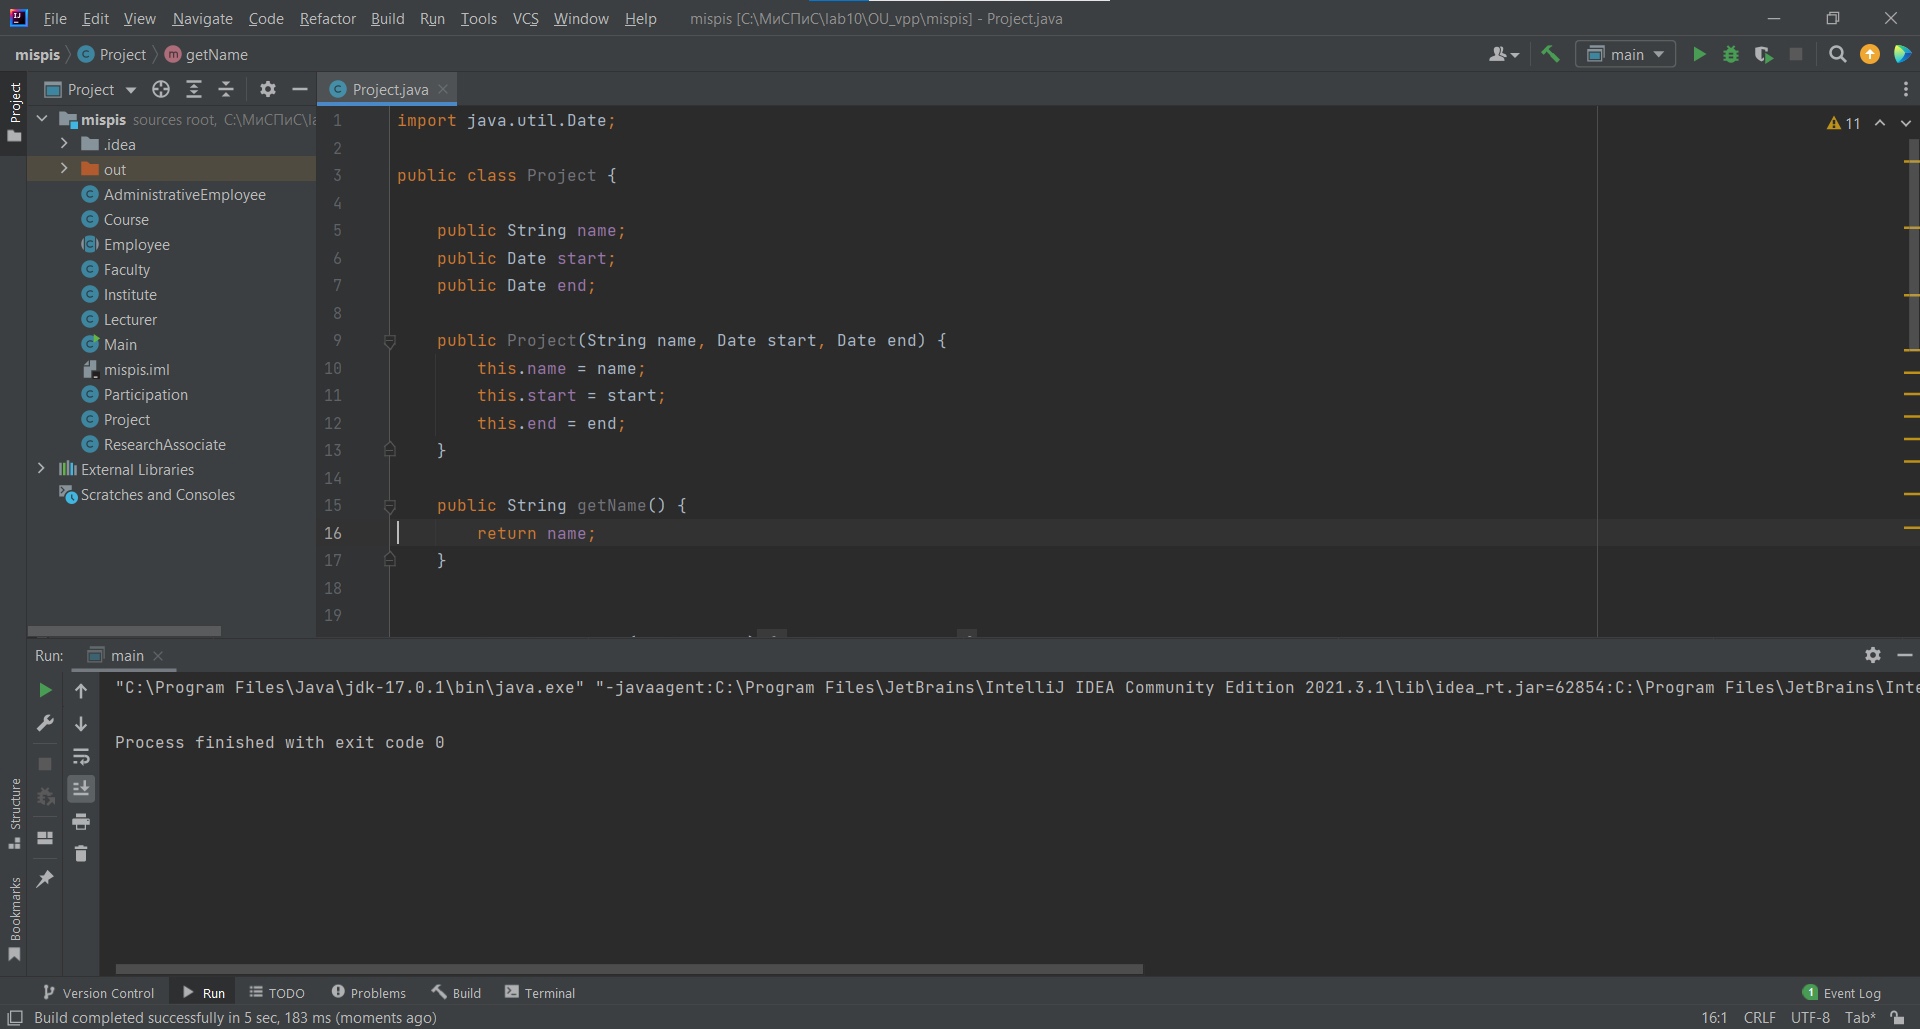 File Edit View Navigate Code Refactor Build Run Tools VCS Window Help mispis [C:\МиСПиС\lab10\OU_vpp\mispis] - Project.java
mispis Project getName main
Project
Project
Project.java
mispis sources root, C:\МиСПиС\
.idea
out
AdministrativeEmployee
Course
Employee
Faculty
Institute
Lecturer
Main
mispis.iml
Participation
Project
ResearchAssociate
External Libraries
Scratches and Consoles
11
1 import java.util.Date;
2
3 public class Project {
4
5 public String name;
6 public Date start;
7 public Date end;
8
9 public Project(String name, Date start, Date end) {
10 this.name = name;
11 this.start = start;
12 this.end = end;
13 }
14
15 public String getName() {
16 return name;
17 }
18
19
Run: main
"C:\Program Files\Java\jdk-17.0.1\bin\java.exe" "-javaagent:C:\Program Files\JetBrains\IntelliJ IDEA Community Edition 2021.3.1\lib\idea_rt.jar=62854:C:\Program Files\JetBrains\Inte
Process finished with exit code 0
Structure
Bookmarks
Version Control Run TODO Problems Build Terminal 1 Event Log
Build completed successfully in 5 sec, 183 ms (moments ago) 16:1 CRLF UTF-8 Tab*